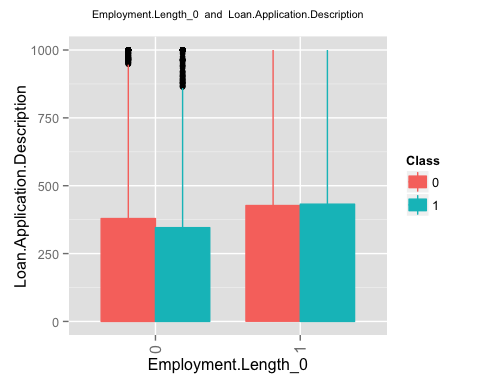 Employment.Length_0 and Loan.Application.Description
1000
750
500
250
0
Loan.Application.Description
0
1
Employment.Length_0
Class
0
1